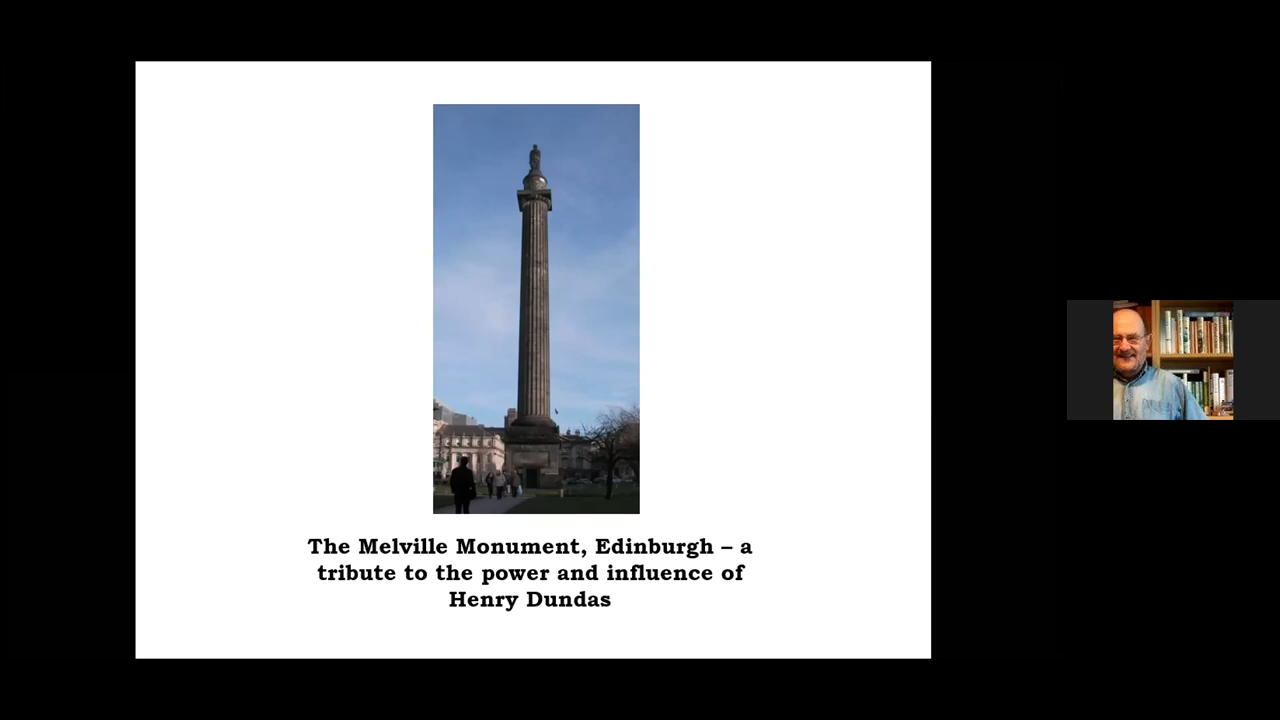 The Melville Monument, Edinburgh – a
tribute to the power and influence of
Henry Dundas